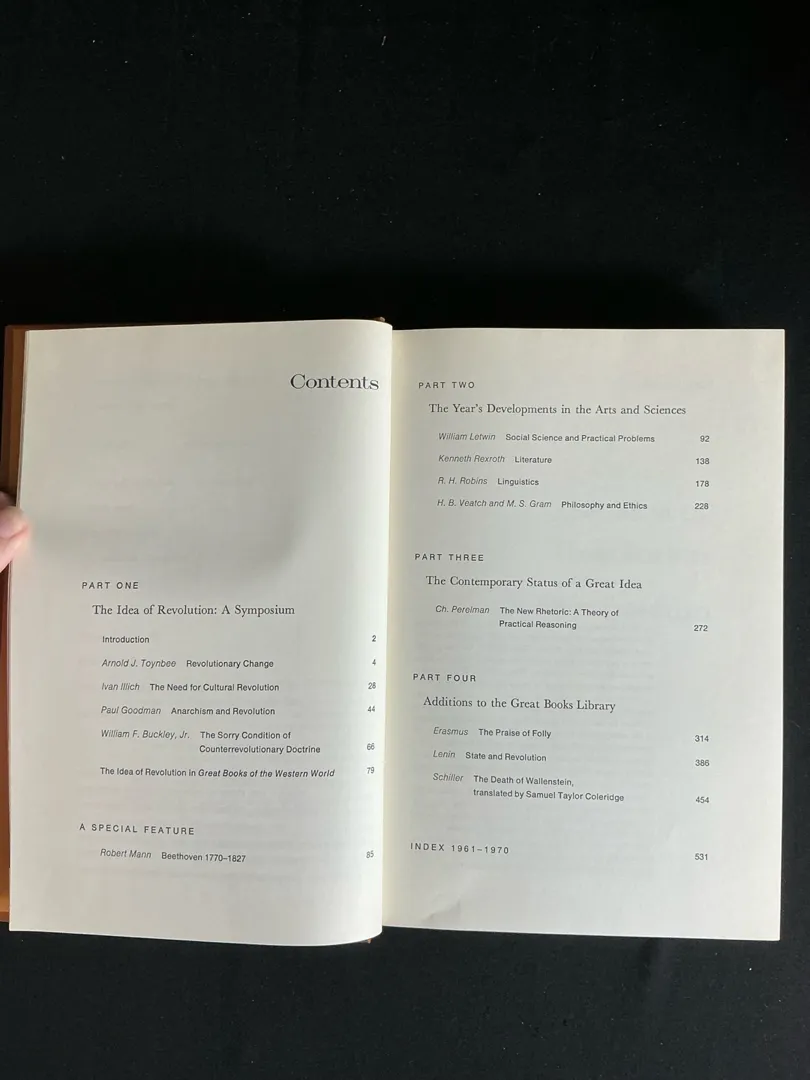 Contents
PART ONE
The Idea of Revolution: A Symposium
Introduction 2
Arnold J. Toynbee Revolutionary Change 4
Ivan Illich The Need for Cultural Revolution 28
Paul Goodman Anarchism and Revolution 44
William F. Buckley, Jr. The Sorry Condition of
Counterrevolutionary Doctrine 66
The Idea of Revolution in Great Books of the Western World 79
A SPECIAL FEATURE
Robert Mann Beethoven 1770–1827 85
PART TWO
The Year's Developments in the Arts and Sciences
William Letwin Social Science and Practical Problems 92
Kenneth Rexroth Literature 138
R. H. Robins Linguistics 178
H. B. Veatch and M. S. Gram Philosophy and Ethics 228
PART THREE
The Contemporary Status of a Great Idea
Ch. Perelman The New Rhetoric: A Theory of
Practical Reasoning 272
PART FOUR
Additions to the Great Books Library
Erasmus The Praise of Folly 314
Lenin State and Revolution 386
Schiller The Death of Wallenstein,
translated by Samuel Taylor Coleridge 454
INDEX 1961–1970 531